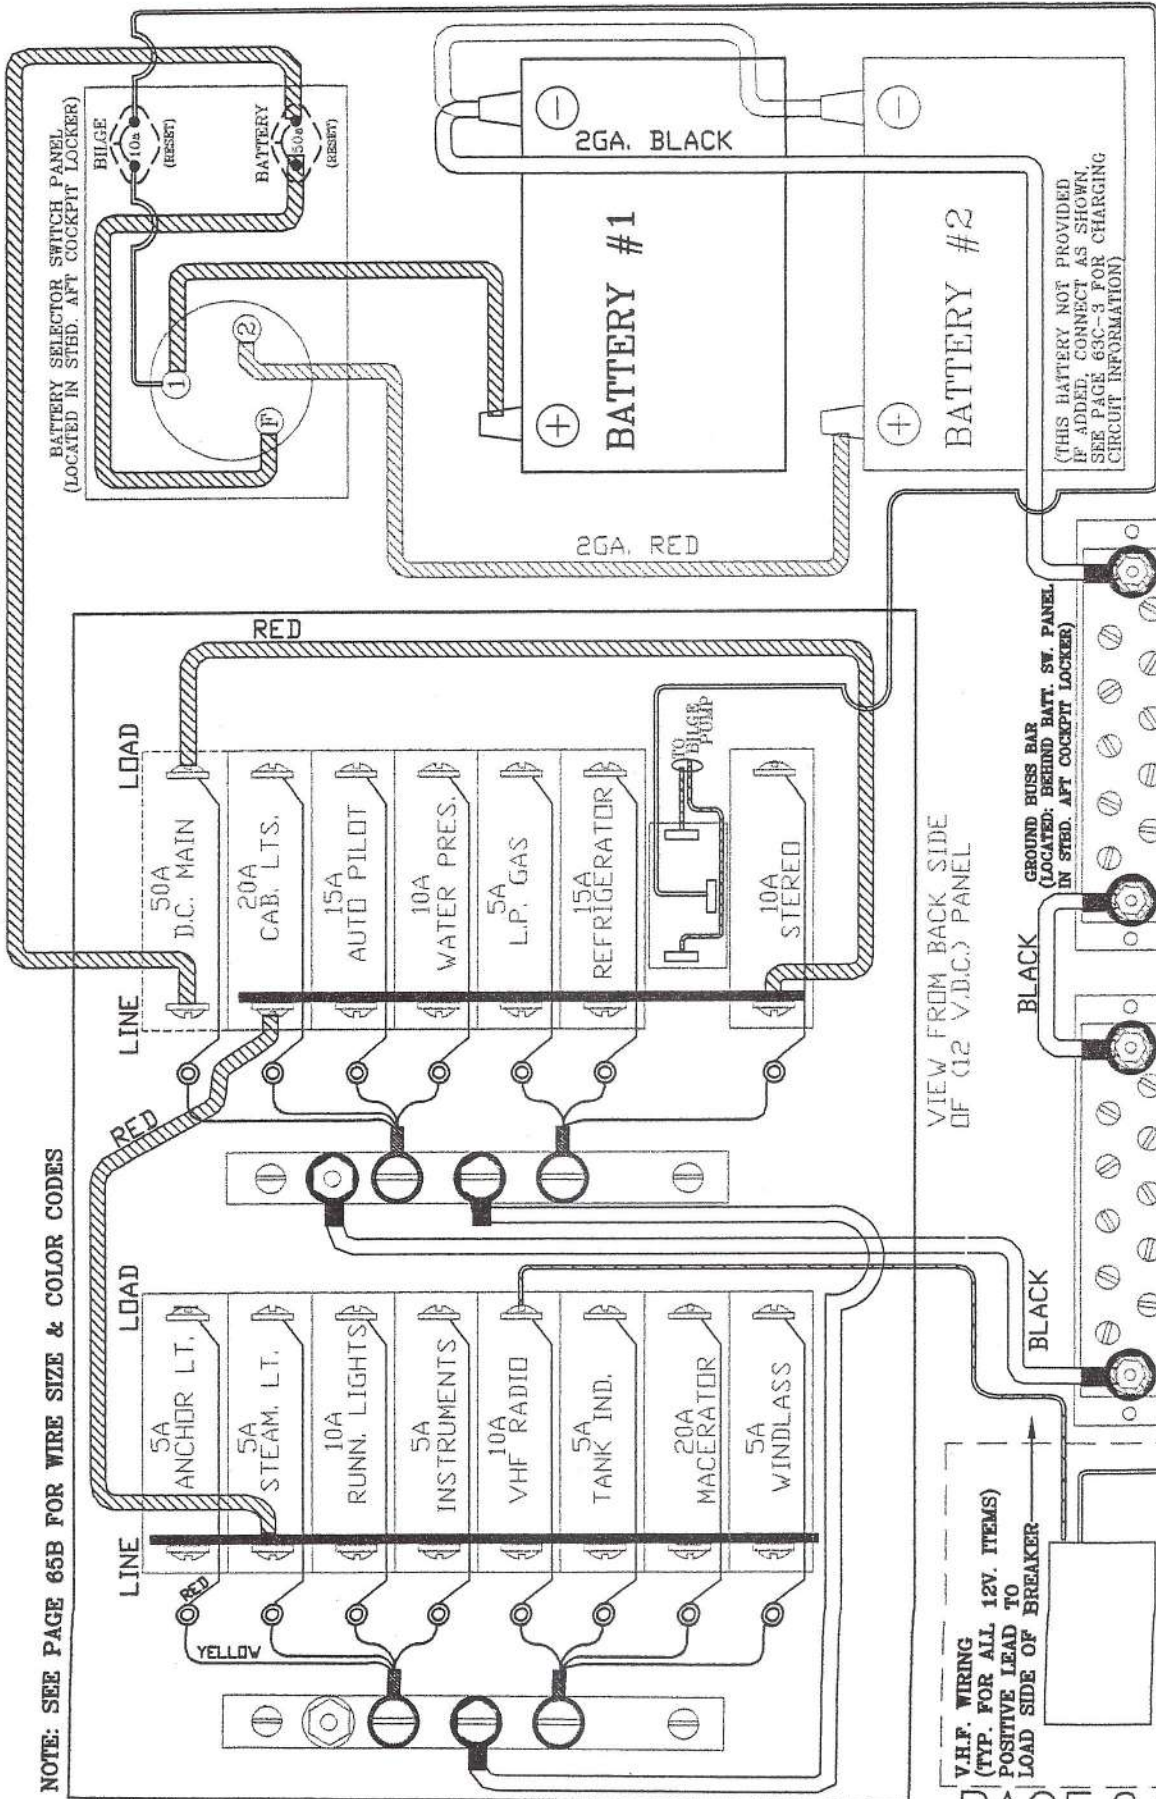 NOTE: SEE PAGE 65B FOR WIRE SIZE & COLOR CODES
BATTERY SELECTOR SWITCH PANEL
(LOCATED IN STBD. AFT COCKPIT LOCKER)
BILGE
10a
(RESET)
BATTERY
50a
(RESET)
1
2
F
2GA. BLACK
BATTERY #1
+
-
2GA. RED
BATTERY #2
+
-
(THIS BATTERY NOT PROVIDED
IF ADDED, CONNECT AS SHOWN.
SEE PAGE 63C-3 FOR CHARGING
CIRCUIT INFORMATION)
RED
LINE
LOAD
50A
D.C. MAIN
20A
CAB. LTS.
15A
AUTO PILOT
10A
WATER PRES.
5A
L.P. GAS
15A
REFRIGERATOR
TO
BILGE
PUMP
10A
STEREO
RED
VIEW FROM BACK SIDE
OF (12 V.D.C.) PANEL
LINE
LOAD
5A
ANCHOR LT.
5A
STEAM. LT.
10A
RUNN. LIGHTS
5A
INSTRUMENTS
10A
VHF RADIO
5A
TANK IND.
20A
MACERATOR
5A
WINDLASS
RED
YELLOW
GROUND BUSS BAR
(LOCATED: BEHIND BATT. SW. PANEL
IN STBD. AFT COCKPIT LOCKER)
BLACK
BLACK
V.H.F. WIRING
(TYP. FOR ALL 12V. ITEMS)
POSITIVE LEAD TO
LOAD SIDE OF BREAKER